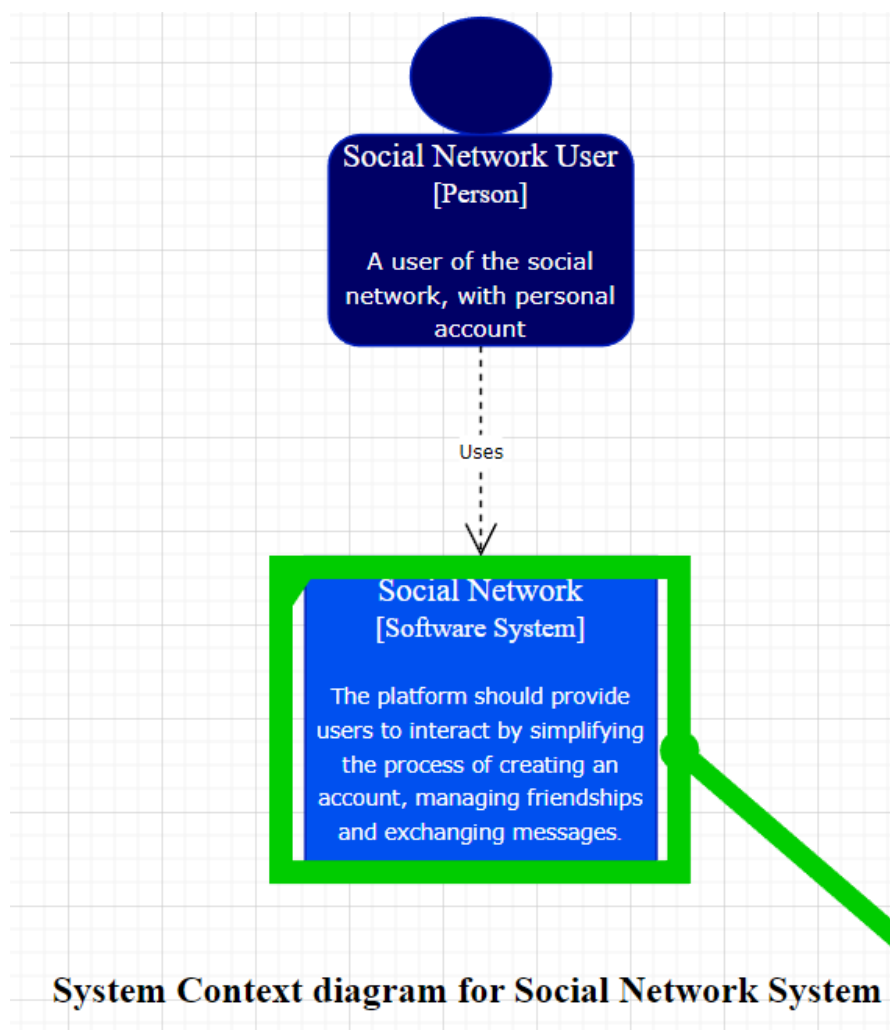 Social Network User
[Person]
A user of the social
network, with personal
account
Uses
Social Network
[Software System]
The platform should provide
users to interact by simplifying
the process of creating an
account, managing friendships
and exchanging messages.
System Context diagram for Social Network System